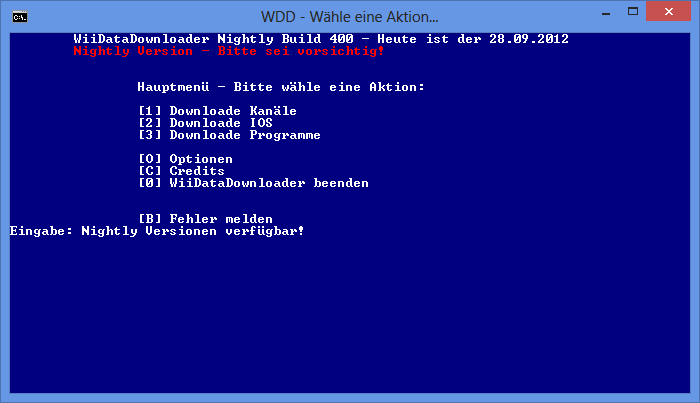 WDD - Wähle eine Aktion...
WiiDataDownloader Nightly Build 400 - Heute ist der 28.09.2012
Nightly Version - Bitte sei vorsichtig!
Hauptmenü - Bitte wähle eine Aktion:
[1] Downloade Kanäle
[2] Downloade IOS
[3] Downloade Programme
[O] Optionen
[C] Credits
[0] WiiDataDownloader beenden
[B] Fehler melden
Eingabe: Nightly Versionen verfügbar!